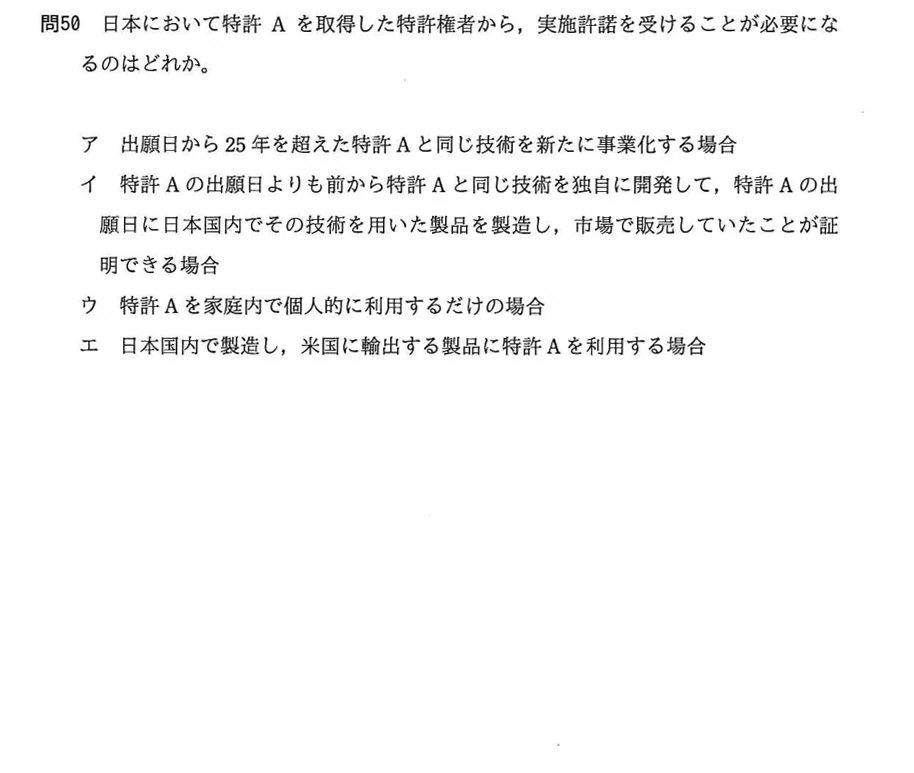 問50 日本において特許 A を取得した特許権者から，実施許諾を受けることが必要にな
るのはどれか。
ア 出願日から 25 年を超えた特許 A と同じ技術を新たに事業化する場合
イ 特許 A の出願日よりも前から特許 A と同じ技術を独自に開発して，特許 A の出
願日に日本国内でその技術を用いた製品を製造し，市場で販売していたことが証
明できる場合
ウ 特許 A を家庭内で個人的に利用するだけの場合
エ 日本国内で製造し，米国に輸出する製品に特許 A を利用する場合